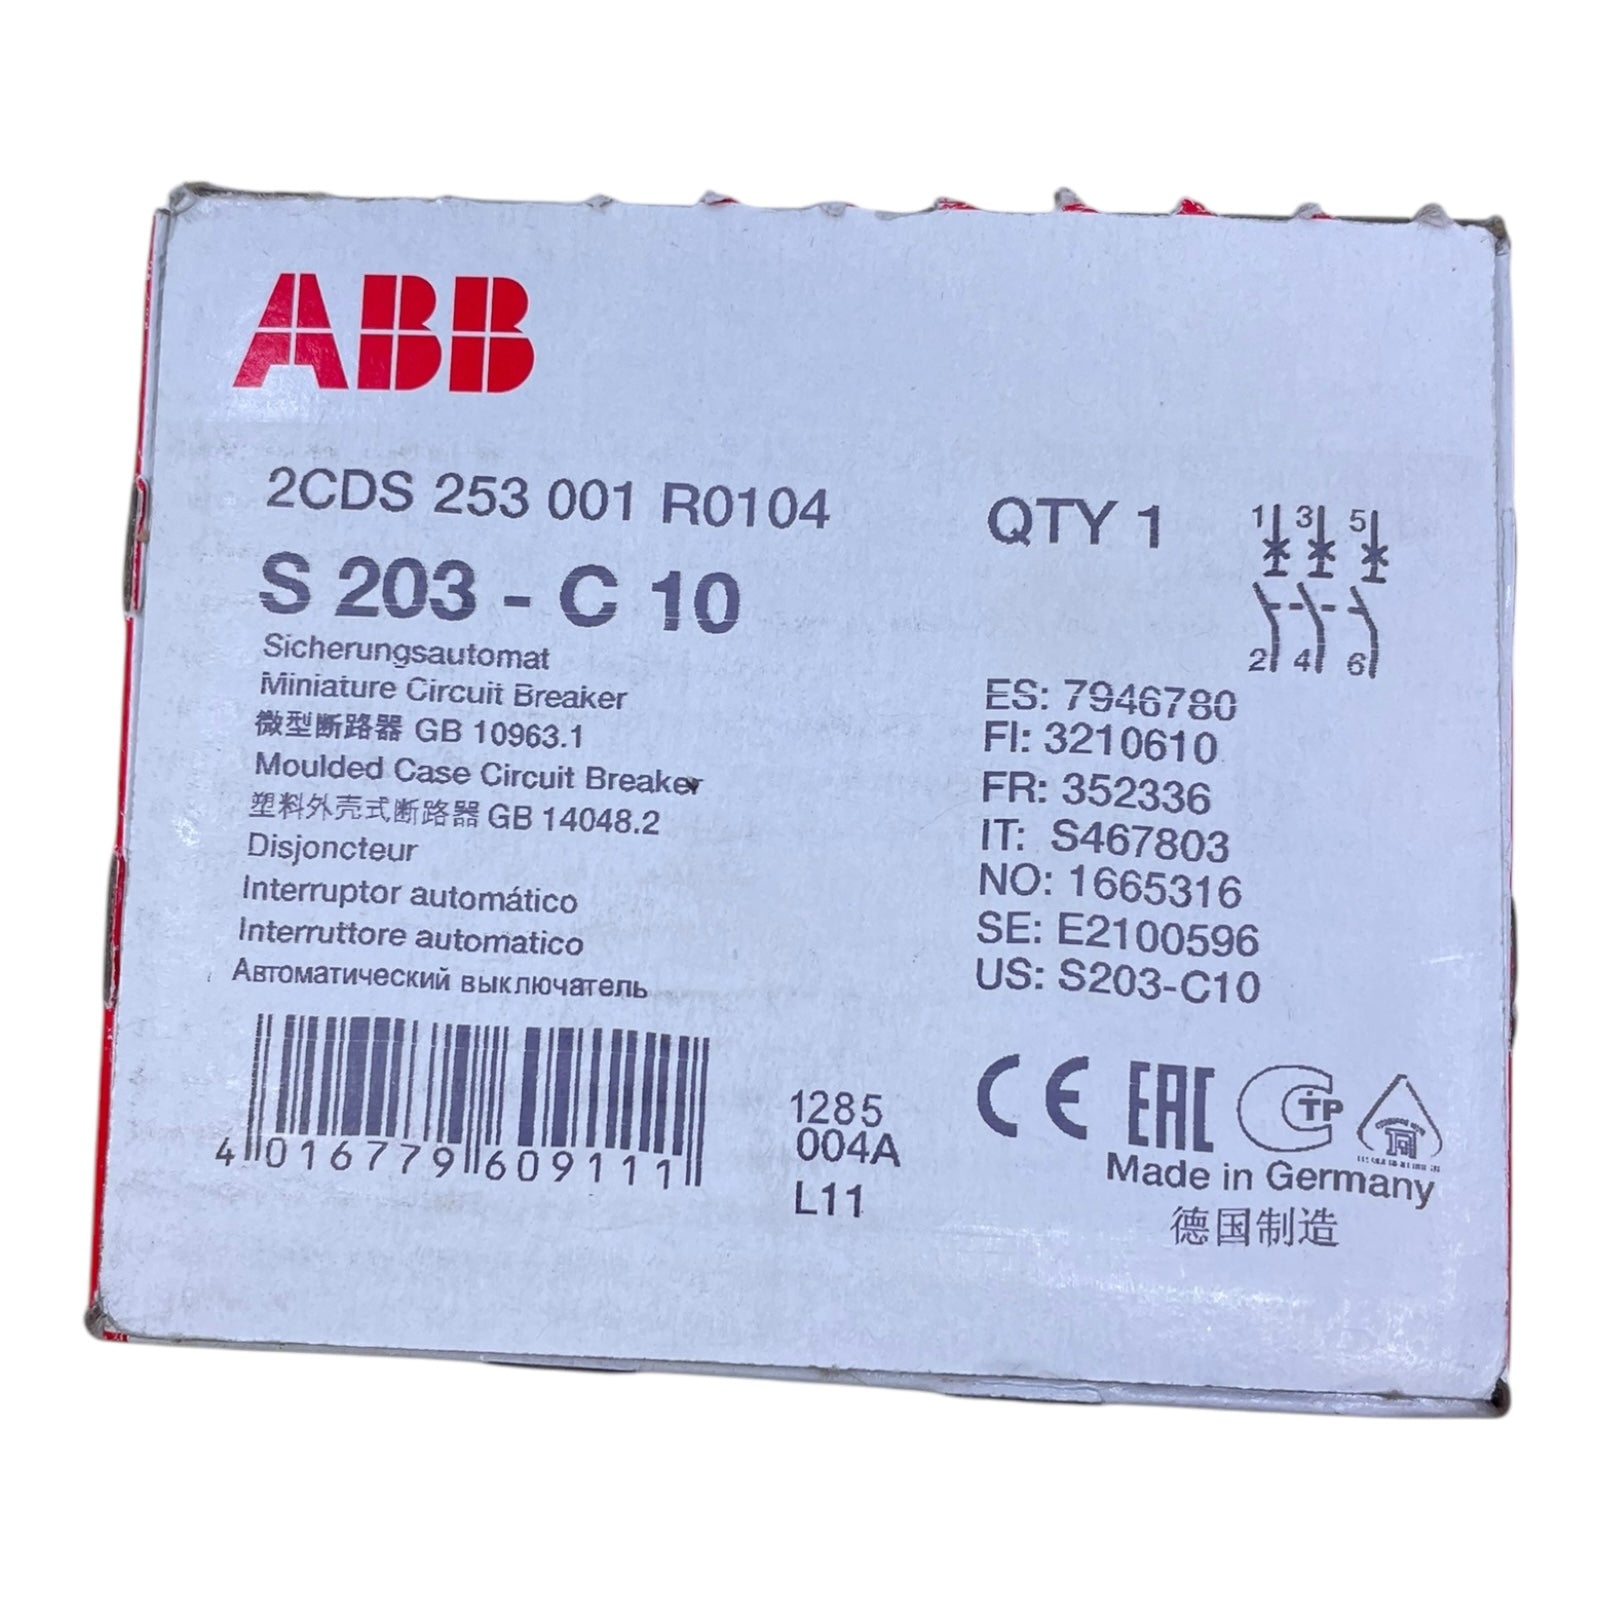 ABB
2CDS 253 001 R0104
S 203 - C 10
Sicherungsautomat
Miniature Circuit Breaker
微型断路器 GB 10963.1
Moulded Case Circuit Breaker
塑料外壳式断路器 GB 14048.2
Disjoncteur
Interruptor automático
Interruttore automatico
Автоматический выключатель
4 016779 609111
1285
004A
L11
QTY 1
1 3 5
2 4 6
ES: 7946780
FI: 3210610
FR: 352336
IT: S467803
NO: 1665316
SE: E2100596
US: S203-C10
CE EAC СТР
Made in Germany
德国制造